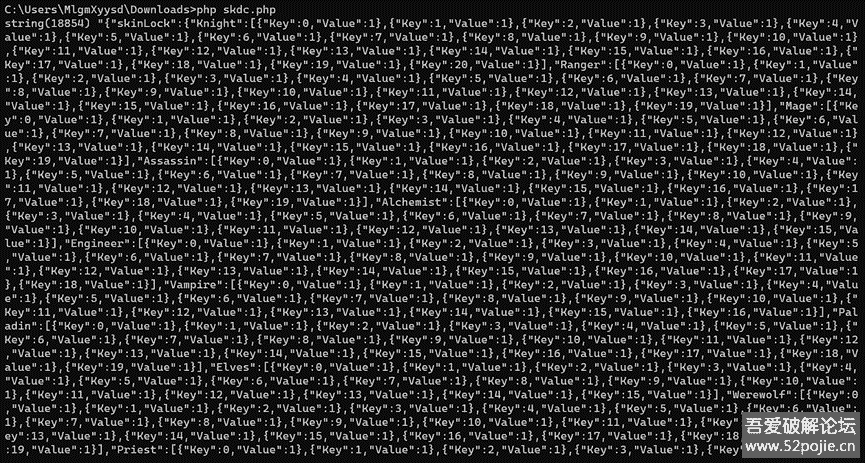 C:\Users\MlgmXyysd\Downloads>php skdc.php
string(18854) "{"skinLock":{"Knight":[{"Key":0,"Value":1},{"Key":1,"Value":1},{"Key":2,"Value":1},{"Key":3,"Value":1},{"Key":4,"V
alue":1},{"Key":5,"Value":1},{"Key":6,"Value":1},{"Key":7,"Value":1},{"Key":8,"Value":1},{"Key":9,"Value":1},{"Key":10,"Value":1
},{"Key":11,"Value":1},{"Key":12,"Value":1},{"Key":13,"Value":1},{"Key":14,"Value":1},{"Key":15,"Value":1},{"Key":16,"Value":1},{"
Key":17,"Value":1},{"Key":18,"Value":1},{"Key":19,"Value":1},{"Key":20,"Value":1}],"Ranger":[{"Key":0,"Value":1},{"Key":1,"Value"
:1},{"Key":2,"Value":1},{"Key":3,"Value":1},{"Key":4,"Value":1},{"Key":5,"Value":1},{"Key":6,"Value":1},{"Key":7,"Value":1},{"Key"
:8,"Value":1},{"Key":9,"Value":1},{"Key":10,"Value":1},{"Key":11,"Value":1},{"Key":12,"Value":1},{"Key":13,"Value":1},{"Key":14,
"Value":1},{"Key":15,"Value":1},{"Key":16,"Value":1},{"Key":17,"Value":1},{"Key":18,"Value":1},{"Key":19,"Value":1}],"Mage":[{"Ke
y":0,"Value":1},{"Key":1,"Value":1},{"Key":2,"Value":1},{"Key":3,"Value":1},{"Key":4,"Value":1},{"Key":5,"Value":1},{"Key":6,"Va
lue":1},{"Key":7,"Value":1},{"Key":8,"Value":1},{"Key":9,"Value":1},{"Key":10,"Value":1},{"Key":11,"Value":1},{"Key":12,"Value":1}
,{"Key":13,"Value":1},{"Key":14,"Value":1},{"Key":15,"Value":1},{"Key":16,"Value":1},{"Key":17,"Value":1},{"Key":18,"Value":1},{"
Key":19,"Value":1}],"Assassin":[{"Key":0,"Value":1},{"Key":1,"Value":1},{"Key":2,"Value":1},{"Key":3,"Value":1},{"Key":4,"Value":
1},{"Key":5,"Value":1},{"Key":6,"Value":1},{"Key":7,"Value":1},{"Key":8,"Value":1},{"Key":9,"Value":1},{"Key":10,"Value":1},{"Key"
:11,"Value":1},{"Key":12,"Value":1},{"Key":13,"Value":1},{"Key":14,"Value":1},{"Key":15,"Value":1},{"Key":16,"Value":1},{"Key":1
7,"Value":1},{"Key":18,"Value":1},{"Key":19,"Value":1}],"Alchemist":[{"Key":0,"Value":1},{"Key":1,"Value":1},{"Key":2,"Value":1},
{"Key":3,"Value":1},{"Key":4,"Value":1},{"Key":5,"Value":1},{"Key":6,"Value":1},{"Key":7,"Value":1},{"Key":8,"Value":1},{"Key":9,
"Value":1},{"Key":10,"Value":1},{"Key":11,"Value":1},{"Key":12,"Value":1},{"Key":13,"Value":1},{"Key":14,"Value":1},{"Key":15,"Va
lue":1}],"Engineer":[{"Key":0,"Value":1},{"Key":1,"Value":1},{"Key":2,"Value":1},{"Key":3,"Value":1},{"Key":4,"Value":1},{"Key":5
,"Value":1},{"Key":6,"Value":1},{"Key":7,"Value":1},{"Key":8,"Value":1},{"Key":9,"Value":1},{"Key":10,"Value":1},{"Key":11,"Value"
:1},{"Key":12,"Value":1},{"Key":13,"Value":1},{"Key":14,"Value":1},{"Key":15,"Value":1},{"Key":16,"Value":1},{"Key":17,"Value":1}
,{"Key":18,"Value":1}],"Vampire":[{"Key":0,"Value":1},{"Key":1,"Value":1},{"Key":2,"Value":1},{"Key":3,"Value":1},{"Key":4,"Valu
e":1},{"Key":5,"Value":1},{"Key":6,"Value":1},{"Key":7,"Value":1},{"Key":8,"Value":1},{"Key":9,"Value":1},{"Key":10,"Value":1},{"
Key":11,"Value":1},{"Key":12,"Value":1},{"Key":13,"Value":1},{"Key":14,"Value":1},{"Key":15,"Value":1},{"Key":16,"Value":1}],"Pa
ladin":[{"Key":0,"Value":1},{"Key":1,"Value":1},{"Key":2,"Value":1},{"Key":3,"Value":1},{"Key":4,"Value":1},{"Key":5,"Value":1},{"
Key":6,"Value":1},{"Key":7,"Value":1},{"Key":8,"Value":1},{"Key":9,"Value":1},{"Key":10,"Value":1},{"Key":11,"Value":1},{"Key":12
,"Value":1},{"Key":13,"Value":1},{"Key":14,"Value":1},{"Key":15,"Value":1},{"Key":16,"Value":1},{"Key":17,"Value":1},{"Key":18,"V
alue":1},{"Key":19,"Value":1}],"Elves":[{"Key":0,"Value":1},{"Key":1,"Value":1},{"Key":2,"Value":1},{"Key":3,"Value":1},{"Key":4,
"Value":1},{"Key":5,"Value":1},{"Key":6,"Value":1},{"Key":7,"Value":1},{"Key":8,"Value":1},{"Key":9,"Value":1},{"Key":10,"Value":
1},{"Key":11,"Value":1},{"Key":12,"Value":1},{"Key":13,"Value":1},{"Key":14,"Value":1},{"Key":15,"Value":1}],"Werewolf":[{"Key":0
,"Value":1},{"Key":1,"Value":1},{"Key":2,"Value":1},{"Key":3,"Value":1},{"Key":4,"Value":1},{"Key":5,"Value":1},{"Key":6,"Value"
:1},{"Key":7,"Value":1},{"Key":8,"Value":1},{"Key":9,"Value":1},{"Key":10,"Value":1},{"Key":11,"Value":1},{"Key"
ey":13,"Value":1},{"Key":14,"Value":1},{"Key":15,"Value":1},{"Key":16,"Value":1},{"Key":17,"Value":1},{"Key":18
:19,"Value":1}],"Priest":[{"Key":0,"Value":1},{"Key":1,"Value":1},{"Key":2,"Value":1},{"Key":3,"Value":1},{"Key"
吾爱破解论坛
www.52pojie.cn